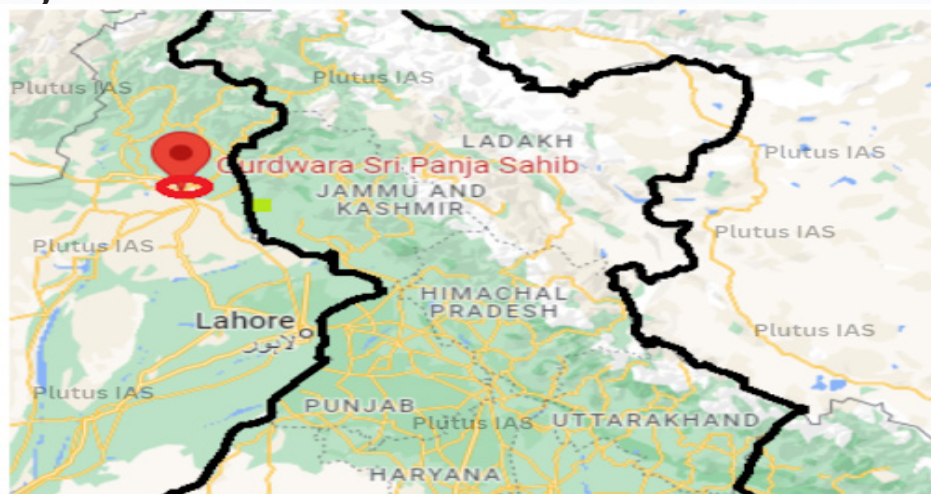 Plutus IAS
Plutus IAS
LADAKH
Plutus IAS
Gurdwara Sri Panja Sahib
JAMMU AND
KASHMIR
Plutus IAS
Plutus IAS
HIMACHAL
PRADESH
Lahore
لاہور
Plutus IAS
Plutus IAS
PUNJAB
Plutus IAS
UTTARAKHAND
HARYANA